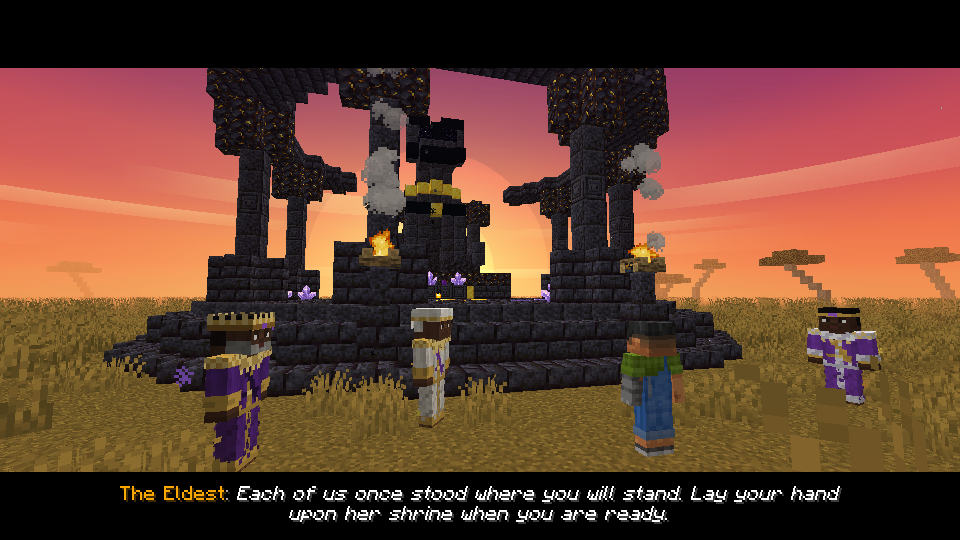 The Eldest: Each of us once stood where you will stand. Lay your hand
upon her shrine when you are ready.